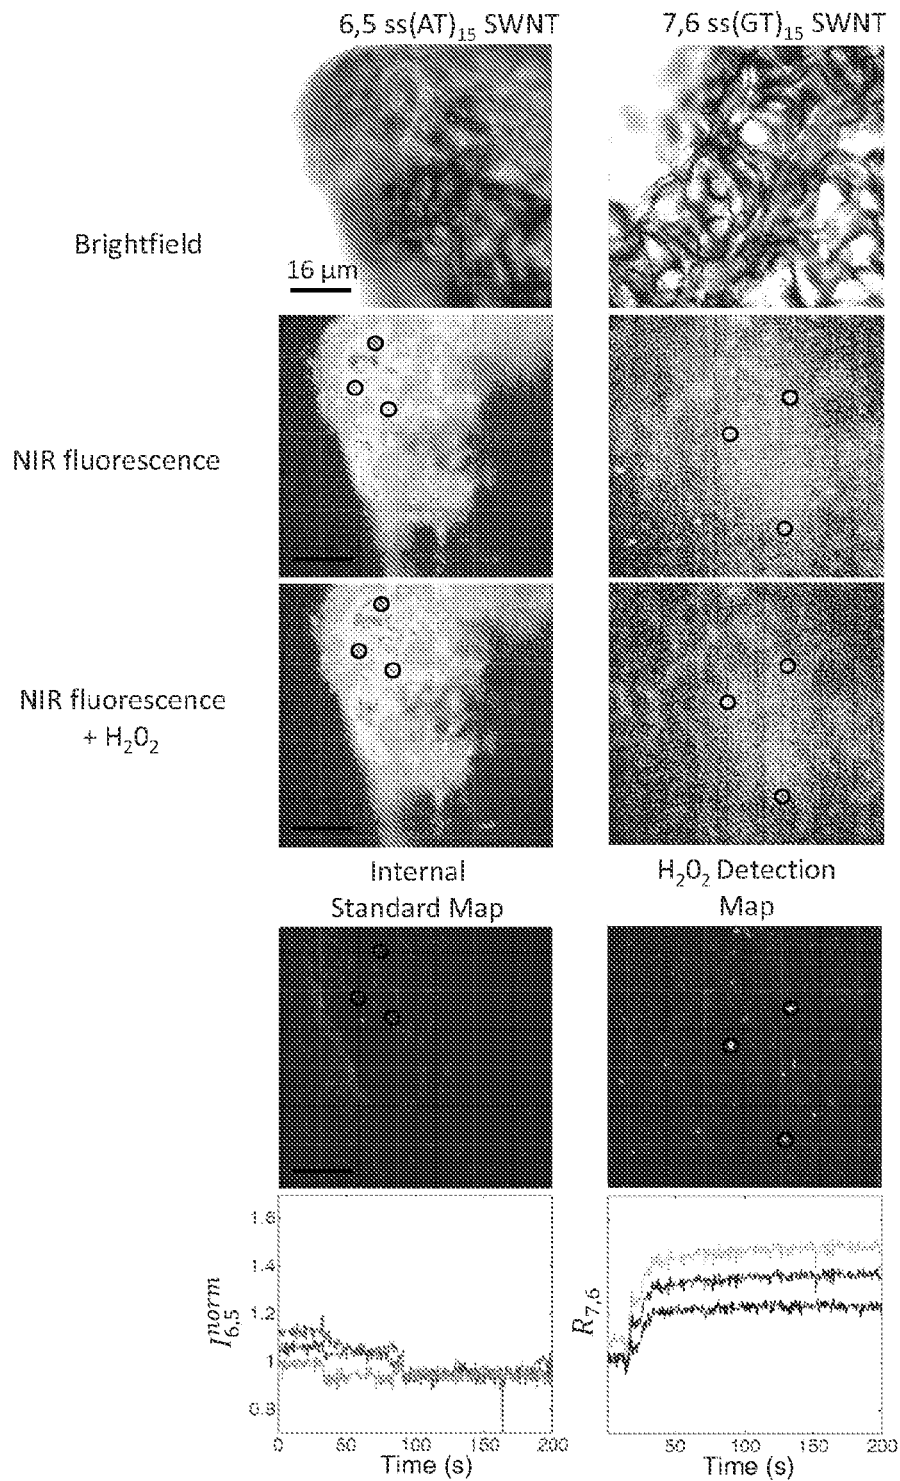 6,5 ss(AT)₁₅ SWNT
7,6 ss(GT)₁₅ SWNT
Brightfield
16 µm
NIR fluorescence
NIR fluorescence
+ H₂0₂
Internal
Standard Map
H₂0₂ Detection
Map
I₆,₅ⁿᵒʳᵐ
1.6
1.4
1.2
1
0.8
0 50 100 150 200
Time (s)
R₇,₆
50 100 150 200
Time (s)